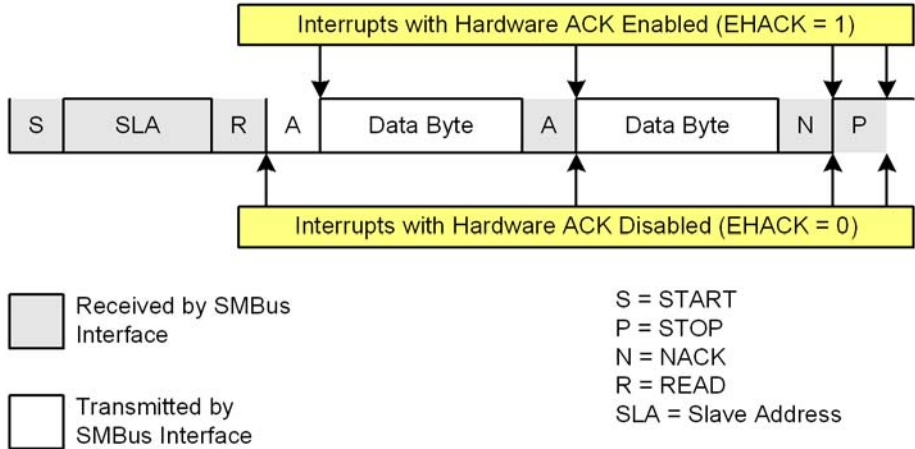 Interrupts with Hardware ACK Enabled (EHACK = 1)
S SLA R A Data Byte A Data Byte N P
Interrupts with Hardware ACK Disabled (EHACK = 0)
Received by SMBus
Interface
Transmitted by
SMBus Interface
S = START
P = STOP
N = NACK
R = READ
SLA = Slave Address